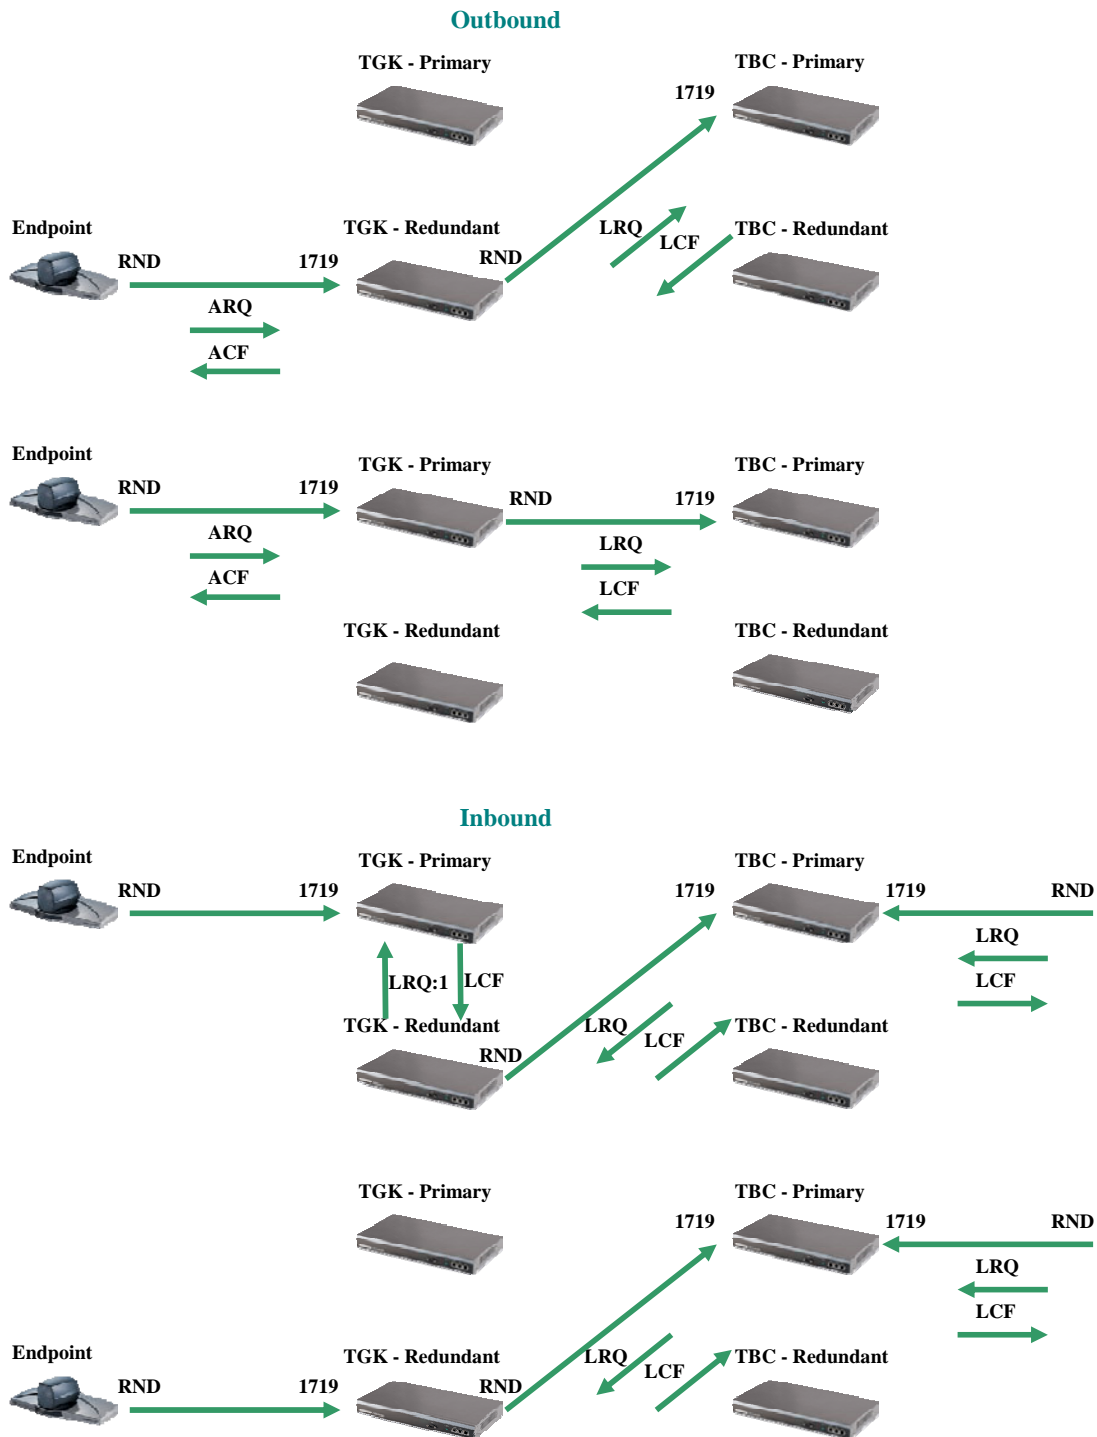 Outbound
TGK - Primary
TBC - Primary
1719
Endpoint
TGK - Redundant
LRQ
TBC - Redundant
RND
1719
RND
LCF
ARQ
ACF
Endpoint
TGK - Primary
TBC - Primary
RND
1719
RND
1719
ARQ
LRQ
ACF
LCF
TGK - Redundant
TBC - Redundant
Inbound
Endpoint
TGK - Primary
TBC - Primary
RND
1719
1719
1719
RND
LRQ
LRQ:1
LCF
LCF
TGK - Redundant
LRQ
TBC - Redundant
RND
LCF
TGK - Primary
TBC - Primary
1719
1719
RND
LRQ
LCF
Endpoint
TGK - Redundant
LRQ
TBC - Redundant
RND
1719
RND
LCF